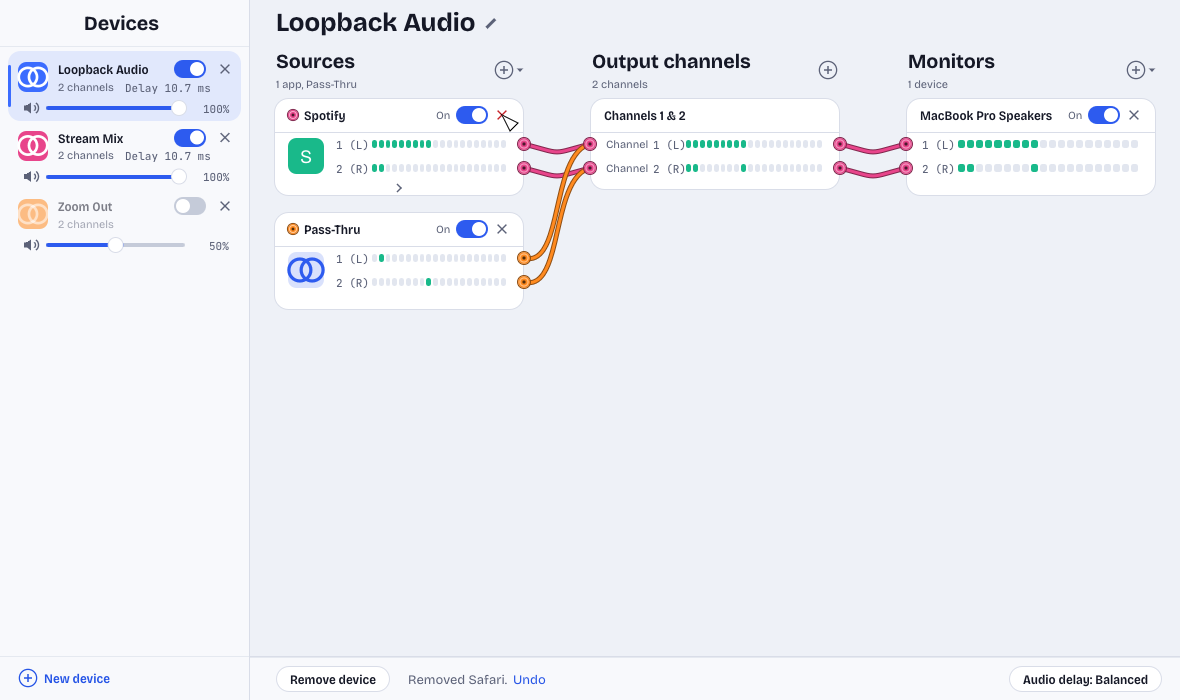 Devices
Loopback Audio
2 channels Delay 10.7 ms
100%
Stream Mix
2 channels Delay 10.7 ms
100%
Zoom Out
2 channels
50%
New device
Loopback Audio
Sources
1 app, Pass-Thru
Spotify On
S
1 (L)
2 (R)
Pass-Thru On
1 (L)
2 (R)
Output channels
2 channels
Channels 1 & 2
Channel 1 (L)
Channel 2 (R)
Monitors
1 device
MacBook Pro Speakers On
1 (L)
2 (R)
Remove device
Removed Safari. Undo
Audio delay: Balanced